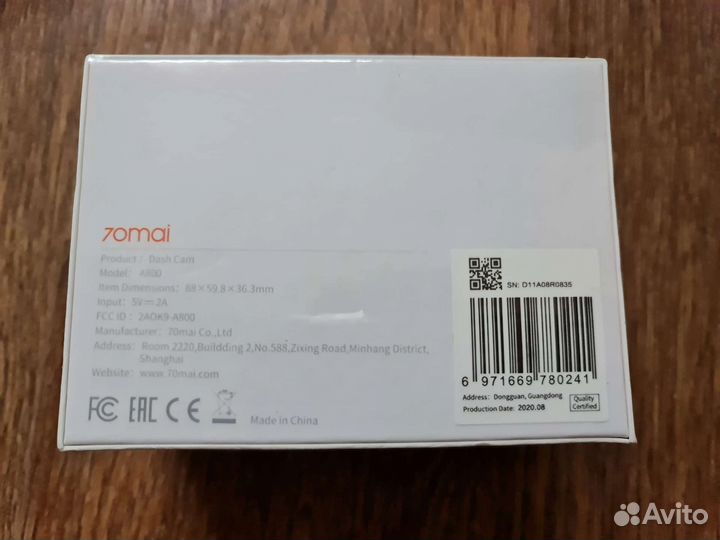 70mai
Product: Dash Cam
Model: A800
Item Dimensions: 88×59.8×36.3mm
Input: 5V⎓2A
FCC ID : 2AOK9-A800
Manufacturer: 70mai Co.,Ltd
Address: Room 2220,Buildding 2,No.588,Zixing Road,Minhang District,
Shanghai
Website: www.70mai.com
FC EAC CE
Made in China
SN: D11A08R0835
6 971669 780241
Address: Dongguan, Guangdong
Production Date: 2020.08
Quality
Certified
Avito